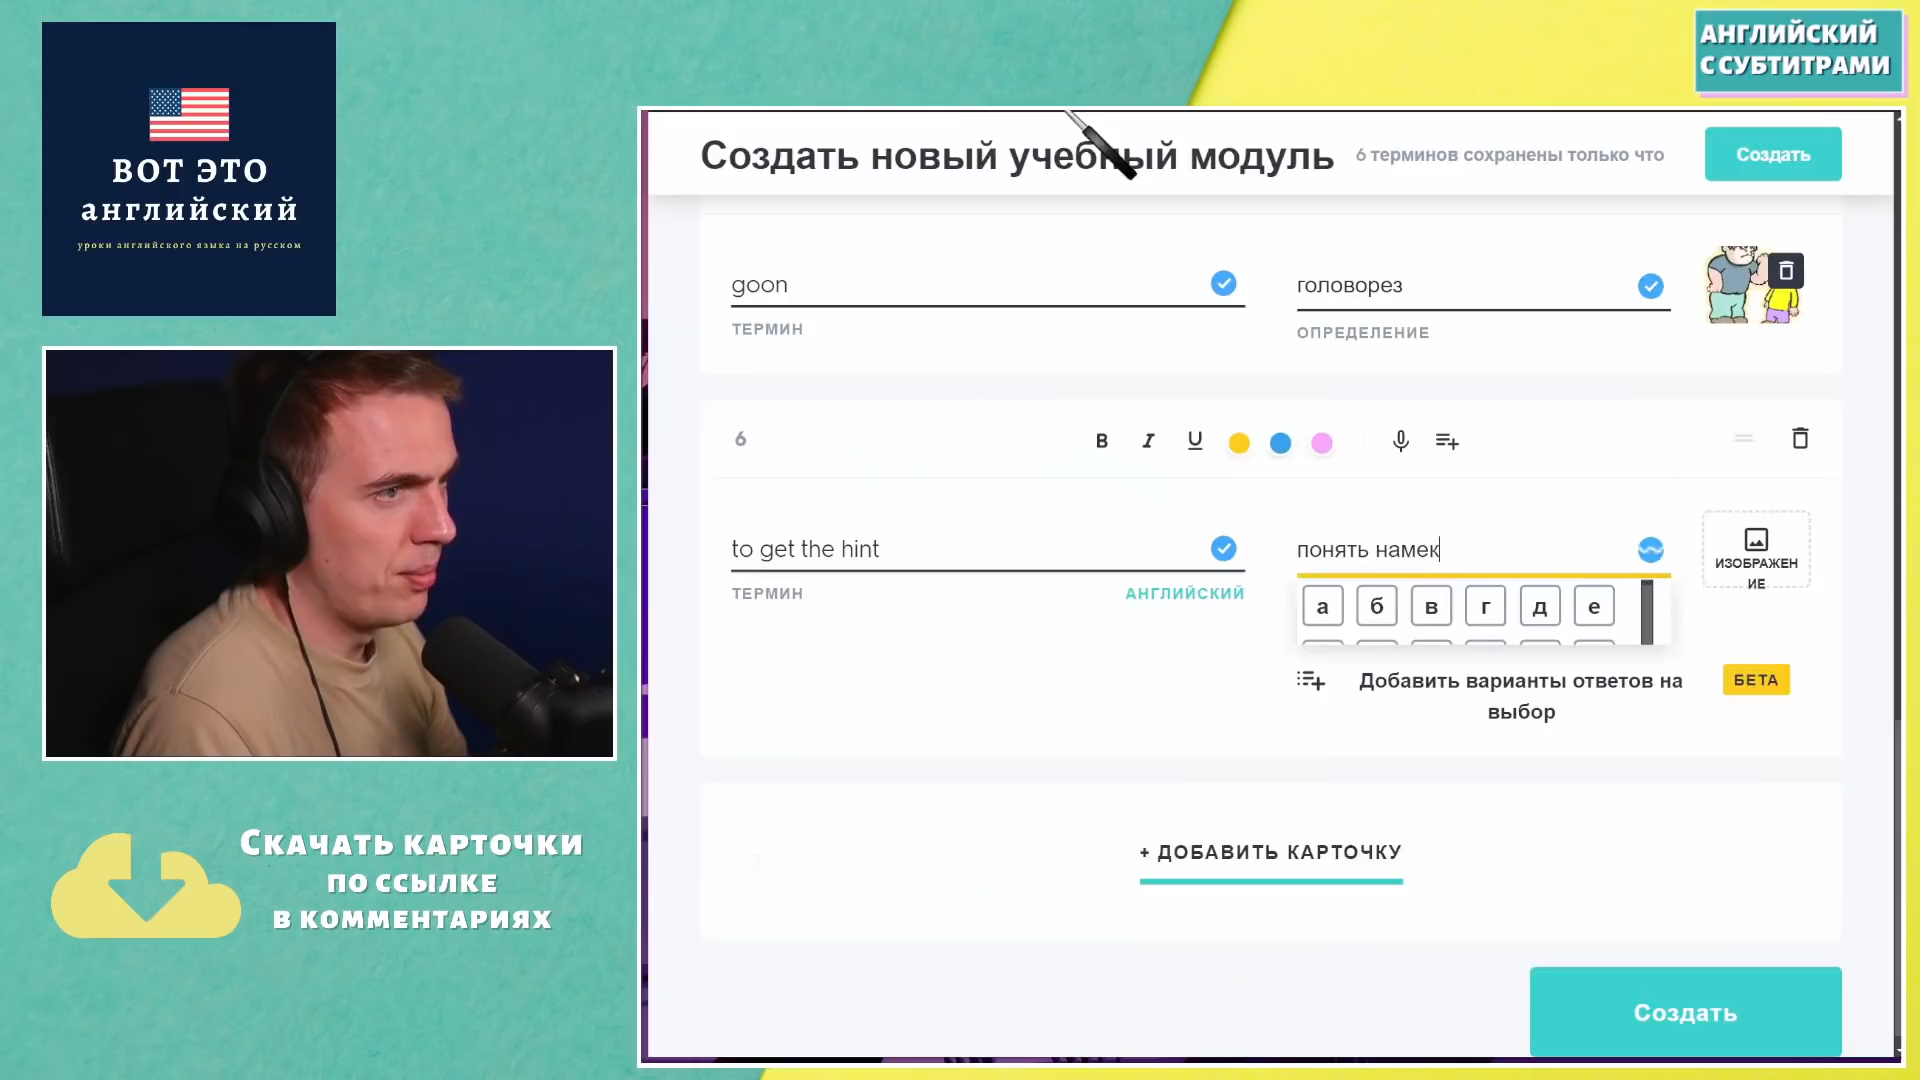 ВОТ ЭТО
английский
уроки английского языка на русском
АНГЛИЙСКИЙ
С СУБТИТРАМИ
Создать новый учебный модуль
6 терминов сохранены только что
Создать
goon
головорез
ТЕРМИН
ОПРЕДЕЛЕНИЕ
6
B I U
to get the hint
понять намек
ИЗОБРАЖЕН
ИЕ
ТЕРМИН
АНГЛИЙСКИЙ
а б в г д е
Добавить варианты ответов на
выбор
БЕТА
+ ДОБАВИТЬ КАРТОЧКУ
Создать
Скачать карточки
по ссылке
в комментариях